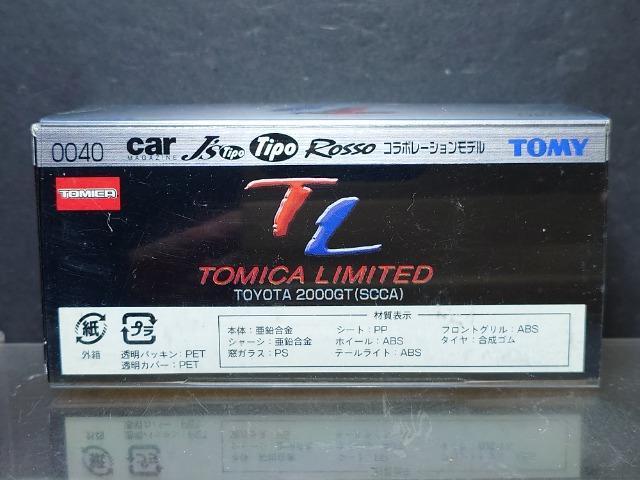 0040 car MAGAZINE J's Tipo Tipo Rosso コラボレーションモデル TOMY
TOMICA
TL
TOMICA LIMITED
TOYOTA 2000GT(SCCA)
材質表示
紙 プラ
外箱
透明パッキン:PET
透明カバー:PET
本体:亜鉛合金 シート:PP フロントグリル:ABS
シャーシ:亜鉛合金 ホイール:ABS タイヤ:合成ゴム
窓ガラス:PS テールライト:ABS